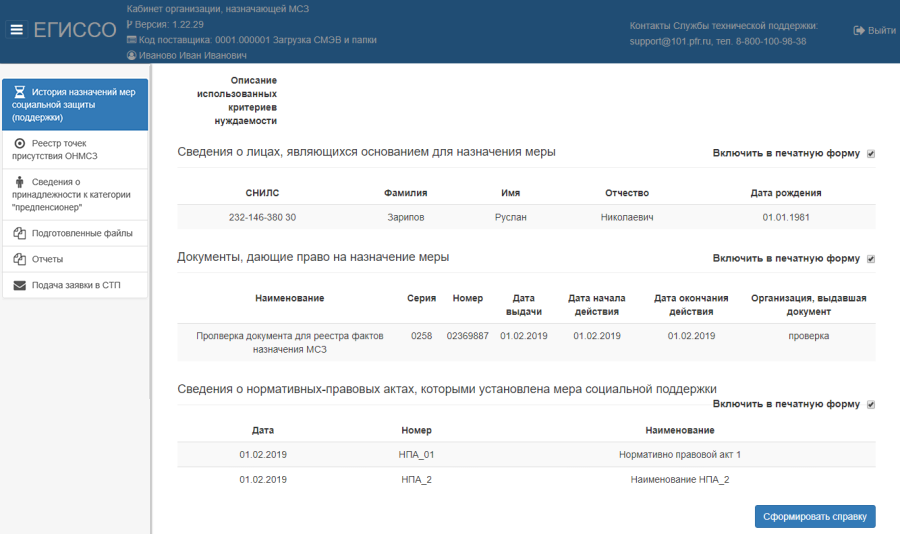 Кабинет организации, назначающей МСЗ
ЕГИССО
Версия: 1.22.29
Код поставщика: 0001.000001 Загрузка СМЭВ и папки
Иваново Иван Иванович
Контакты Службы технической поддержки:
support@101.pfr.ru, тел. 8-800-100-98-38
Выйти
История назначений мер
социальной защиты
(поддержки)
Реестр точек
присутствия ОНМСЗ
Сведения о
принадлежности к категории
"предпенсионер"
Подготовленные файлы
Отчеты
Подача заявки в СТП
Описание
использованных
критериев
нуждаемости
Сведения о лицах, являющихся основанием для назначения меры
Включить в печатную форму
СНИЛС Фамилия Имя Отчество Дата рождения
232-146-380 30 Зарипов Руслан Николаевич 01.01.1981
Документы, дающие право на назначение меры
Включить в печатную форму
Наименование Серия Номер Дата выдачи Дата начала действия Дата окончания действия Организация, выдавшая документ
Пролверка документа для реестра фактов
назначения МСЗ
0258 02369887 01.02.2019 01.02.2019 01.02.2019 проверка
Сведения о нормативных-правовых актах, которыми установлена мера социальной поддержки
Включить в печатную форму
Дата Номер Наименование
01.02.2019 НПА_01 Нормативно правовой акт 1
01.02.2019 НПА_2 Наименование НПА_2
Сформировать справку